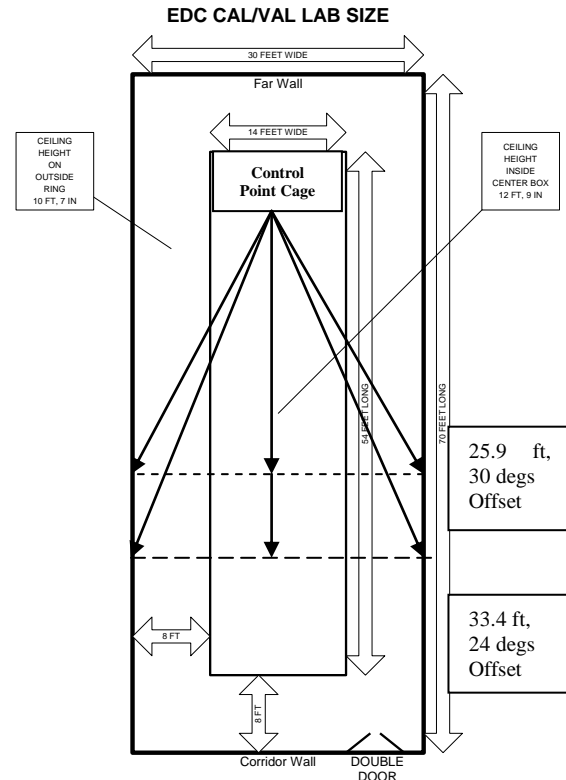 EDC CAL/VAL LAB SIZE
30 FEET WIDE
Far Wall
14 FEET WIDE
CEILING
HEIGHT
ON
OUTSIDE
RING
10 FT, 7 IN
Control
Point Cage
CEILING
HEIGHT
INSIDE
CENTER BOX
12 FT, 9 IN
54 FEET LONG
70 FEET LONG
25.9 ft,
30 degs
Offset
33.4 ft,
24 degs
Offset
8 FT
8 FT
Corridor Wall
DOUBLE
DOOR